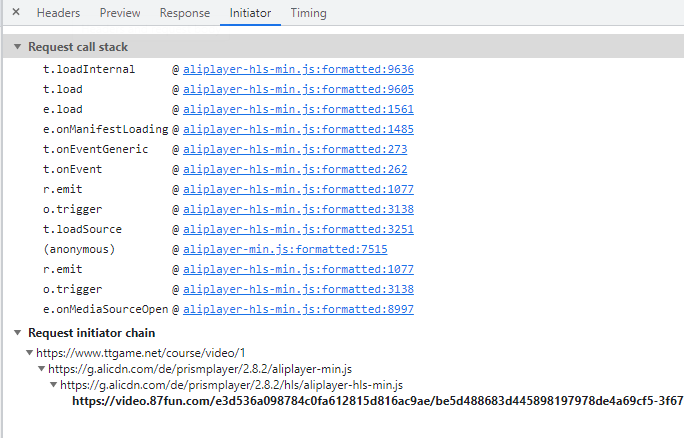 × Headers Preview Response Initiator Timing
▼ Request call stack
t.loadInternal @ aliplayer-hls-min.js:formatted:9636
t.load @ aliplayer-hls-min.js:formatted:9605
e.load @ aliplayer-hls-min.js:formatted:1561
e.onManifestLoading @ aliplayer-hls-min.js:formatted:1485
t.onEventGeneric @ aliplayer-hls-min.js:formatted:273
t.onEvent @ aliplayer-hls-min.js:formatted:262
r.emit @ aliplayer-hls-min.js:formatted:1077
o.trigger @ aliplayer-hls-min.js:formatted:3138
t.loadSource @ aliplayer-hls-min.js:formatted:3251
(anonymous) @ aliplayer-min.js:formatted:7515
r.emit @ aliplayer-hls-min.js:formatted:1077
o.trigger @ aliplayer-hls-min.js:formatted:3138
e.onMediaSourceOpen @ aliplayer-hls-min.js:formatted:8997
▼ Request initiator chain
▼ https://www.ttgame.net/course/video/1
▼ https://g.alicdn.com/de/prismplayer/2.8.2/aliplayer-min.js
▼ https://g.alicdn.com/de/prismplayer/2.8.2/hls/aliplayer-hls-min.js
https://video.87fun.com/e3d536a098784c0fa612815d816ac9ae/be5d488683d445898197978de4a69cf5-3f67